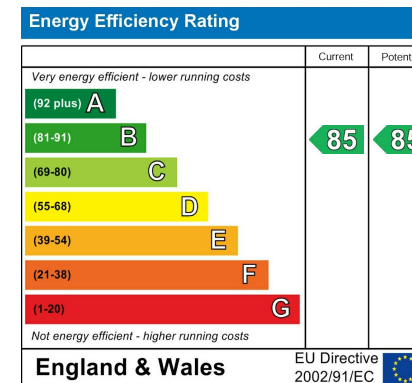 Energy Efficiency Rating
Current Potent
Very energy efficient - lower running costs
(92 plus) A
(81-91) B 85 85
(69-80) C
(55-68) D
(39-54) E
(21-38) F
(1-20) G
Not energy efficient - higher running costs
England & Wales
EU Directive
2002/91/EC